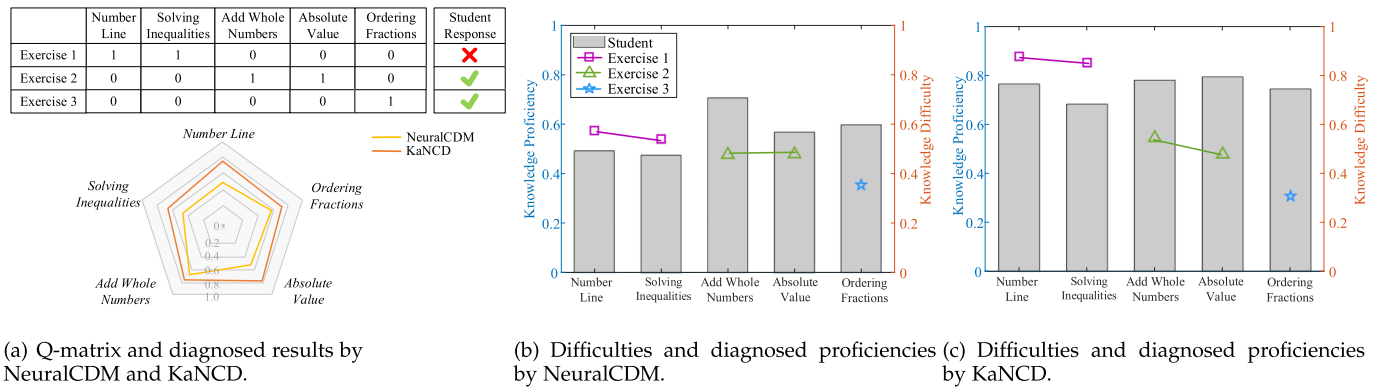 Number Line
Solving Inequalities
Add Whole Numbers
Absolute Value
Ordering Fractions
Student Response
Exercise 1 1 1 0 0 0
Exercise 2 0 0 1 1 0
Exercise 3 0 0 0 0 1
Number Line
NeuralCDM
KaNCD
Solving
Inequalities
Ordering
Fractions
0
0.2
0.4
0.6
0.8
1.0
Add Whole
Numbers
Absolute
Value
(a) Q-matrix and diagnosed results by
NeuralCDM and KaNCD.
Knowledge Proficiency
1
0.8
0.6
0.4
0.2
0
Student
Exercise 1
Exercise 2
Exercise 3
1
0.8
0.6
0.4
0.2
0
Knowledge Difficulty
Number
Line
Solving
Inequalities
Add Whole
Numbers
Absolute
Value
Ordering
Fractions
(b) Difficulties and diagnosed proficiencies
by NeuralCDM.
Knowledge Proficiency
1
0.8
0.6
0.4
0.2
0
1
0.8
0.6
0.4
0.2
0
Knowledge Difficulty
Number
Line
Solving
Inequalities
Add Whole
Numbers
Absolute
Value
Ordering
Fractions
(c) Difficulties and diagnosed proficiencies
by KaNCD.